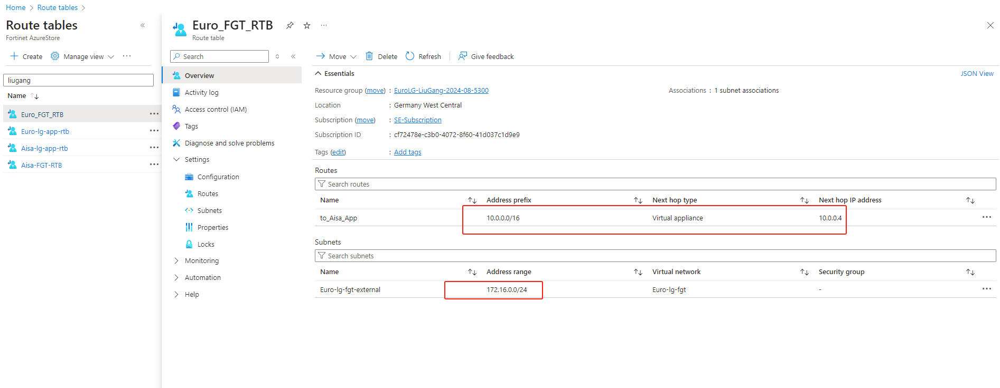 Home > Route tables >
Route tables «
Fortinet AzureStore
Create Manage view ···
liugang
Name ↑↓
Euro_FGT_RTB ···
Euro-lg-app-rtb ···
Aisa-lg-app-rtb ···
Aisa-FGT-RTB ···
Euro_FGT_RTB ···
Route table
Search «
Overview
Activity log
Access control (IAM)
Tags
Diagnose and solve problems
Settings
Configuration
Routes
Subnets
Properties
Locks
Monitoring
Automation
Help
Move Delete Refresh Give feedback
Essentials JSON View
Resource group (move) : EuroLG-LiuGang-2024-08-5300 Associations : 1 subnet associations
Location : Germany West Central
Subscription (move) : SE-Subscription
Subscription ID : cf72478e-c3b0-4072-8f60-41d037c1d9e9
Tags (edit) : Add tags
Routes
Search routes
Name ↑↓ Address prefix ↑↓ Next hop type ↑↓ Next hop IP address ↑↓
to_Aisa_App 10.0.0.0/16 Virtual appliance 10.0.0.4 ···
Subnets
Search subnets
Name ↑↓ Address range ↑↓ Virtual network ↑↓ Security group ↑↓
Euro-lg-fgt-external 172.16.0.0/24 Euro-lg-fgt - ···